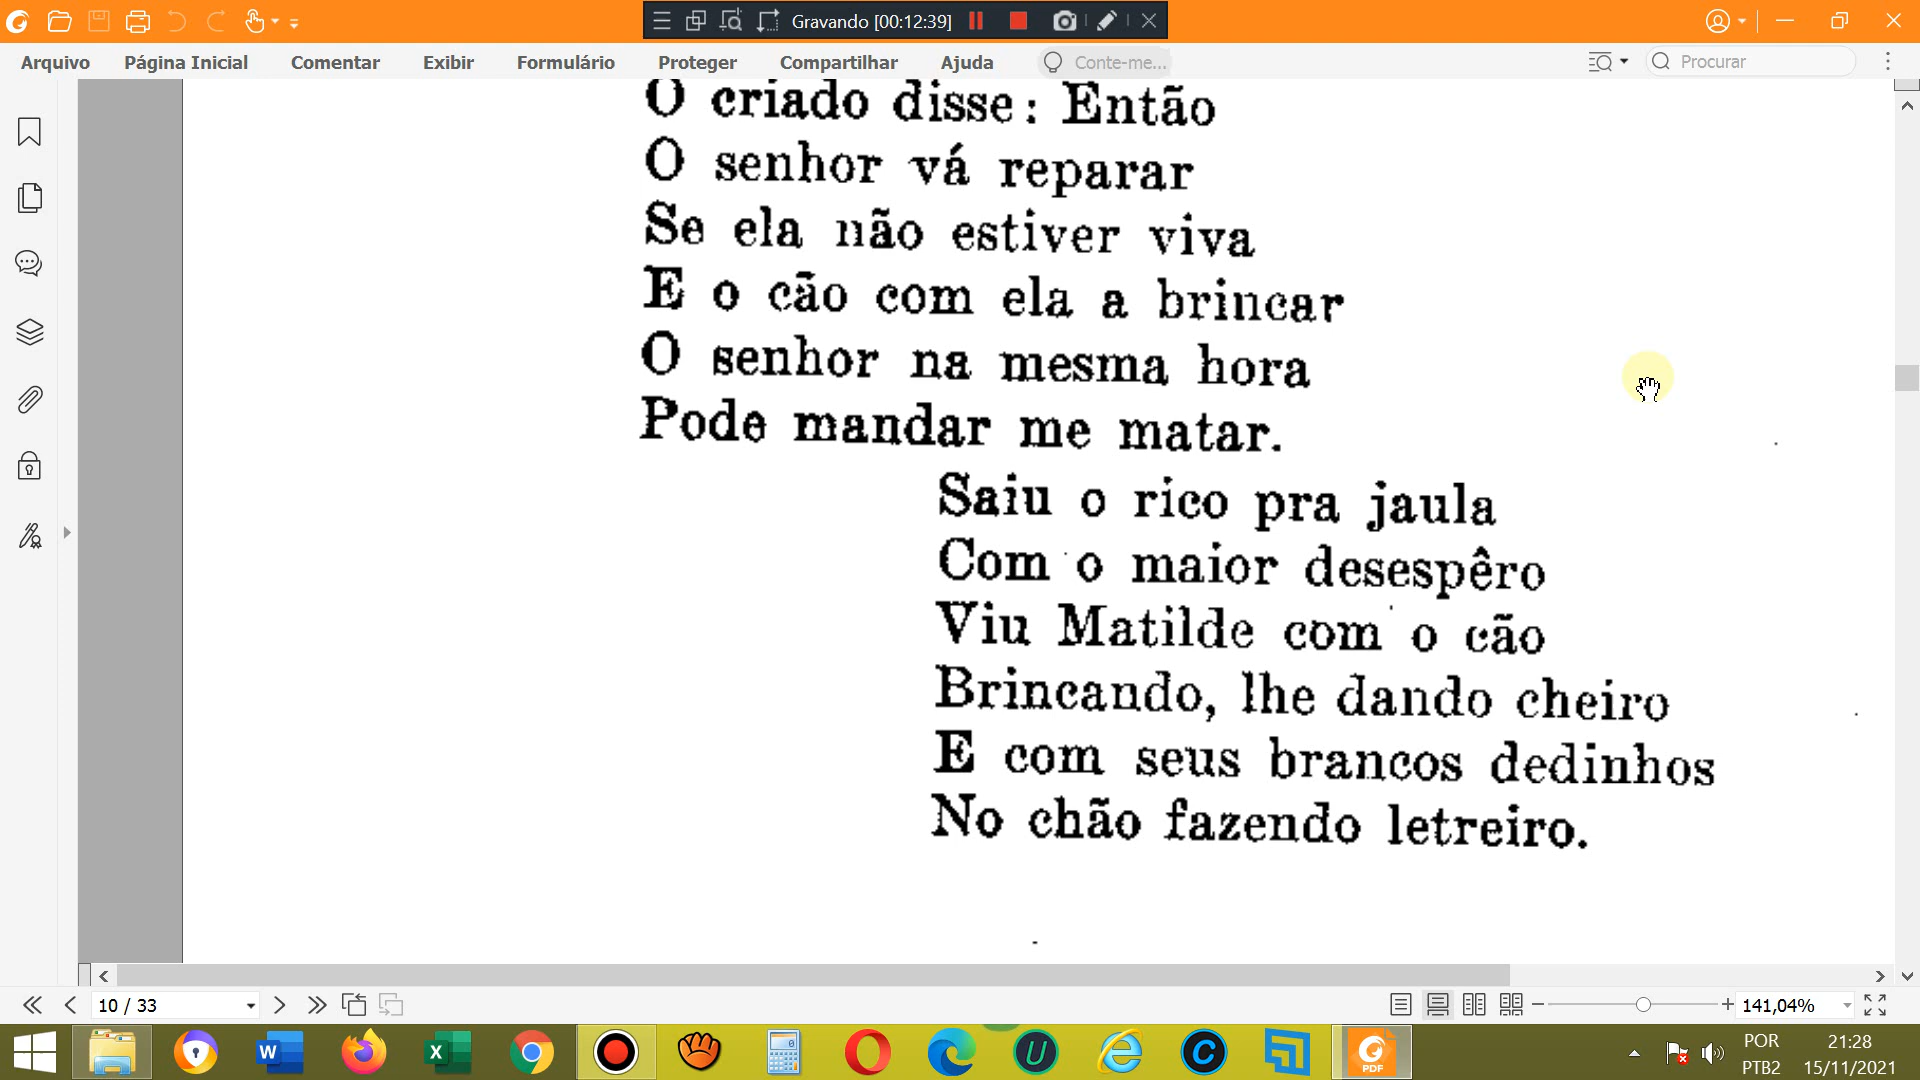 Gravando [00:12:39]
Arquivo Página Inicial Comentar Exibir Formulário Proteger Compartilhar Ajuda Conte-me... Procurar
O criado disse: Então
O senhor vá reparar
Se ela não estiver viva
E o cão com ela a brincar
O senhor na mesma hora
Pode mandar me matar.
Saiu o rico pra jaula
Com o maior desespêro
Viu Matilde com o cão
Brincando, lhe dando cheiro
E com seus brancos dedinhos
No chão fazendo letreiro.
10 / 33
141,04%
POR 21:28
PTB2 15/11/2021